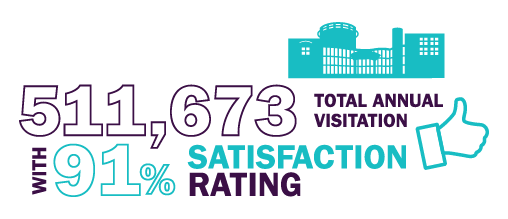 511,673 TOTAL ANNUAL
VISITATION
WITH 91% SATISFACTION
RATING